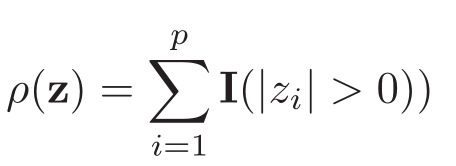 ρ(𝐳) = ∑_{i=1}^{p} 𝐈(|z_i| > 0))